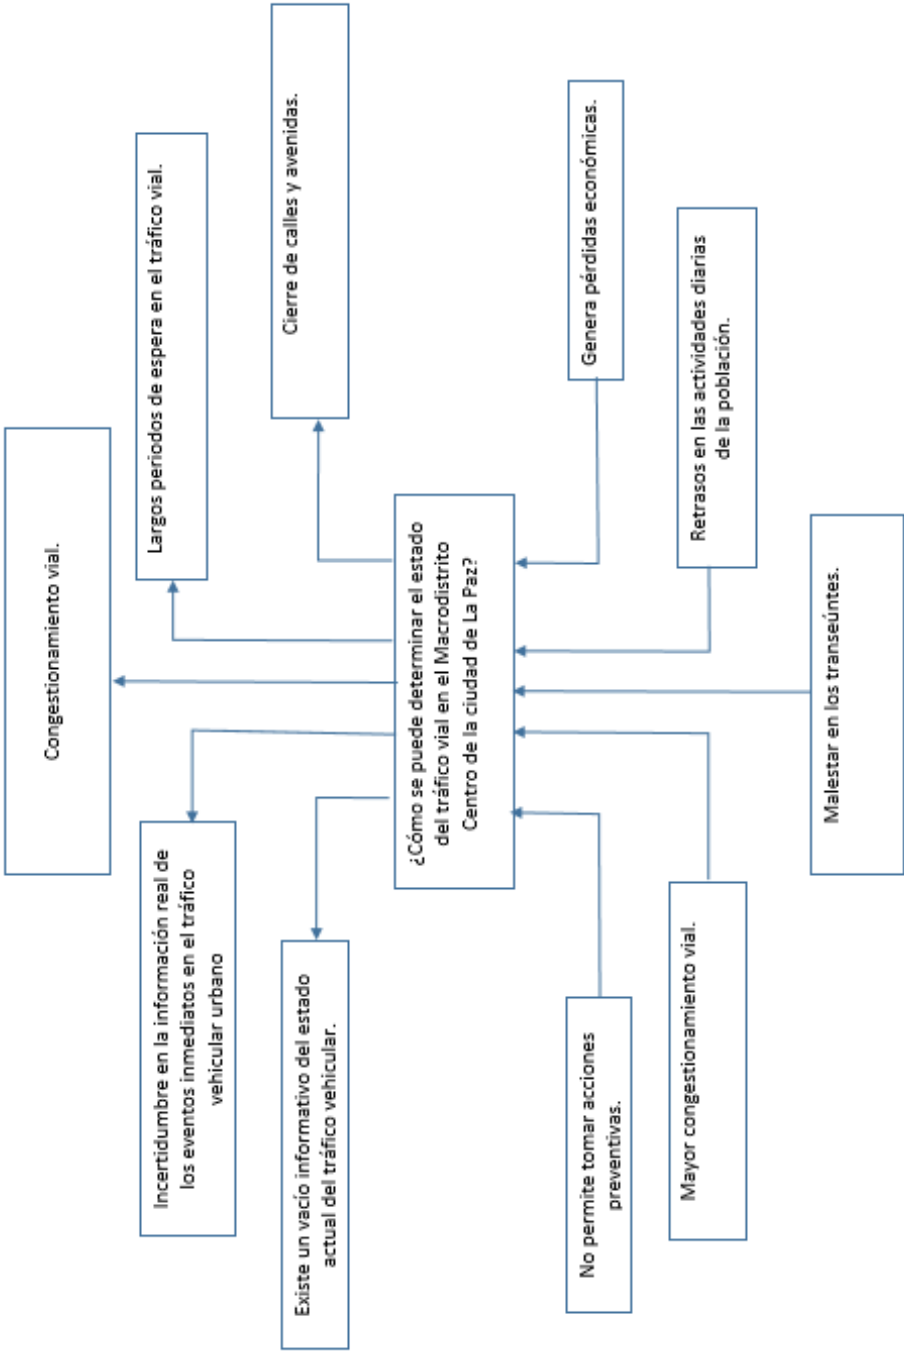 Congestionamiento vial.
Incertidumbre en la información real de
los eventos inmediatos en el tráfico
vehicular urbano
Largos periodos de espera en el tráfico vial.
Existe un vacío informativo del estado
actual del tráfico vehicular.
Cierre de calles y avenidas.
¿Cómo se puede determinar el estado
del tráfico vial en el Macrodistrito
Centro de la ciudad de La Paz?
No permite tomar acciones
preventivas.
Genera pérdidas económicas.
Mayor congestionamiento vial.
Retrasos en las actividades diarias
de la población.
Malestar en los transeúntes.